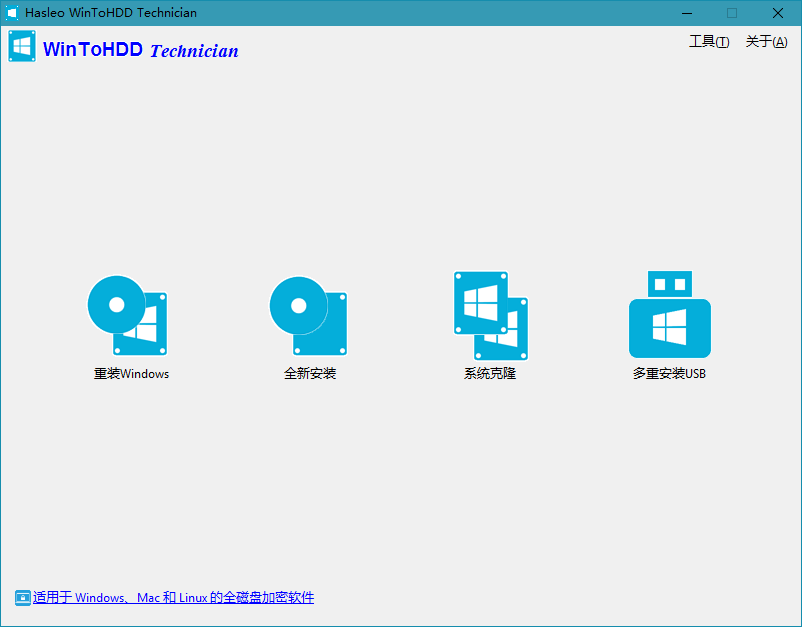 Hasleo WinToHDD Technician
WinToHDD Technician
工具(T) 关于(A)
重装Windows
全新安装
系统克隆
多重安装USB
适用于 Windows、Mac 和 Linux 的全磁盘加密软件